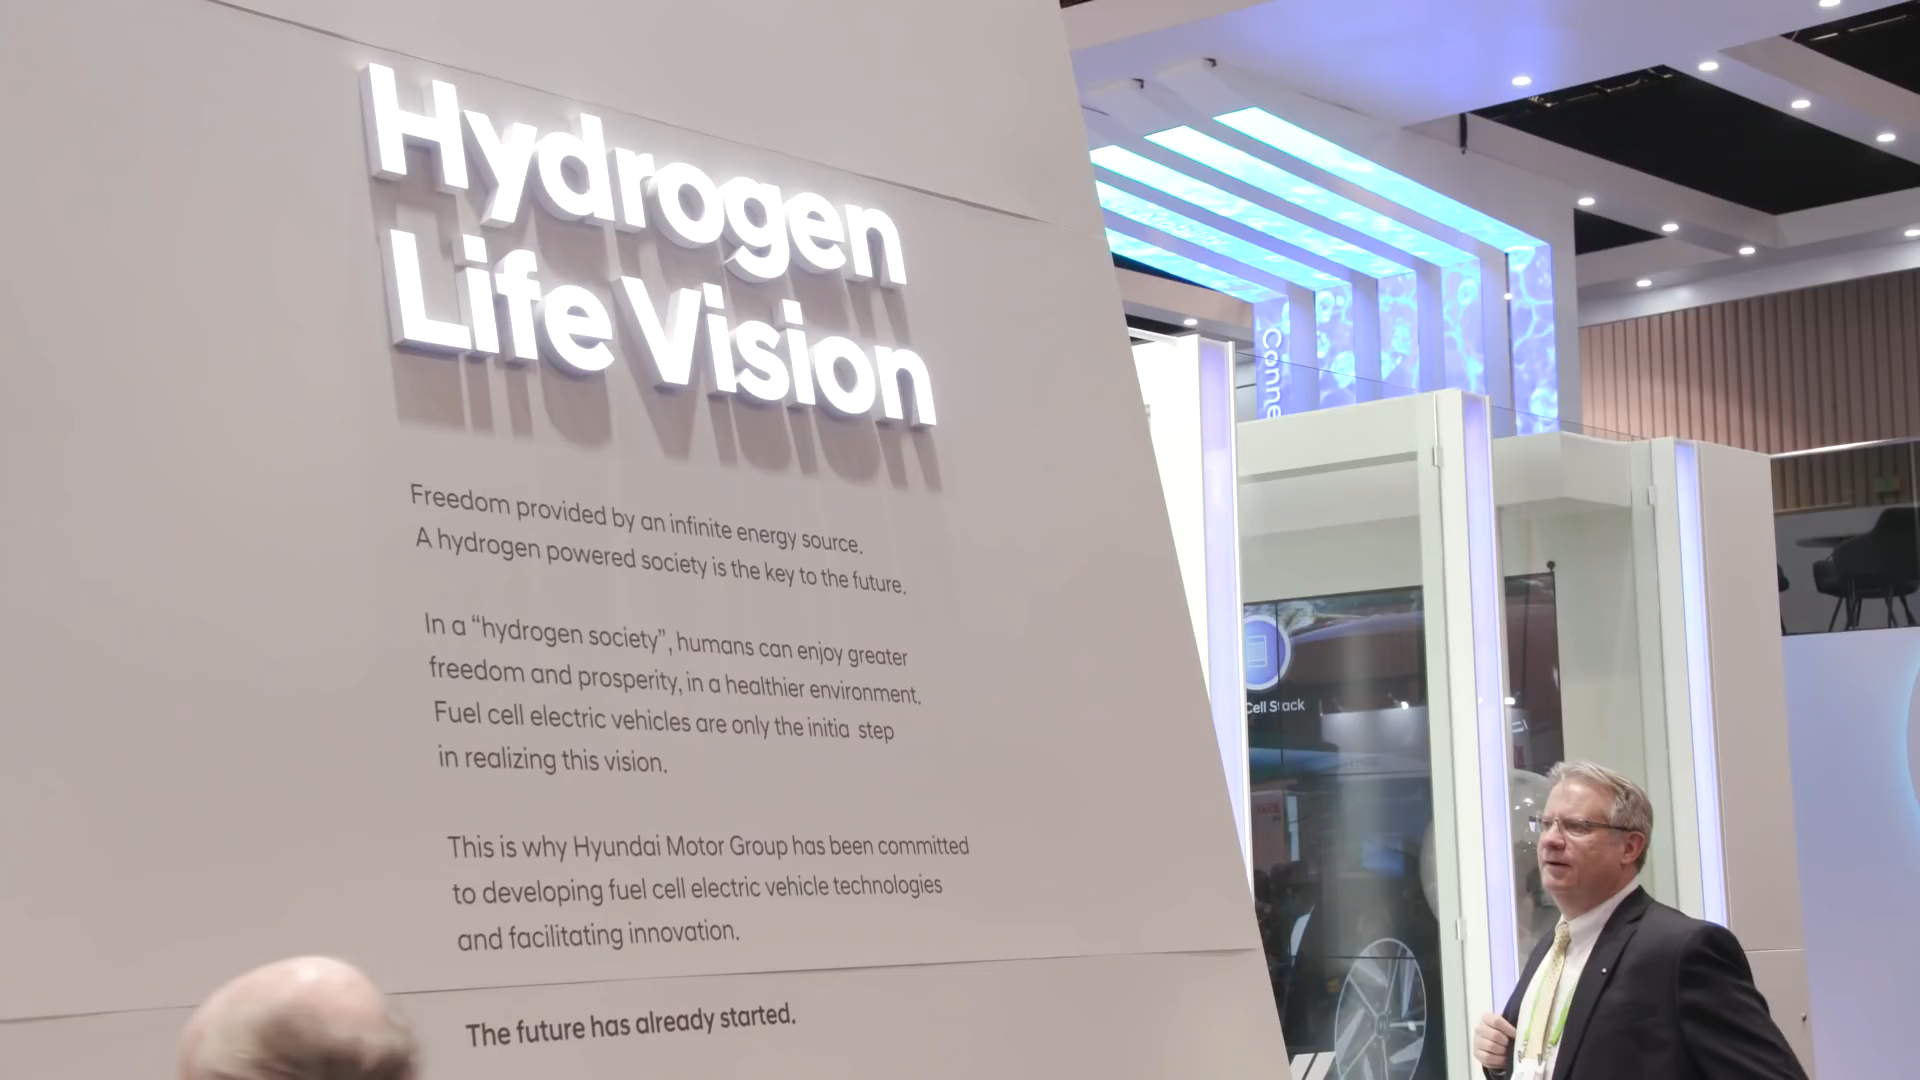 Hydrogen
Life Vision
Freedom provided by an infinite energy source.
A hydrogen powered society is the key to the future.
In a “hydrogen society”, humans can enjoy greater
freedom and prosperity, in a healthier environment.
Fuel cell electric vehicles are only the initia step
in realizing this vision.
This is why Hyundai Motor Group has been committed
to developing fuel cell electric vehicle technologies
and facilitating innovation.
The future has already started.
Conne
Cell Stack